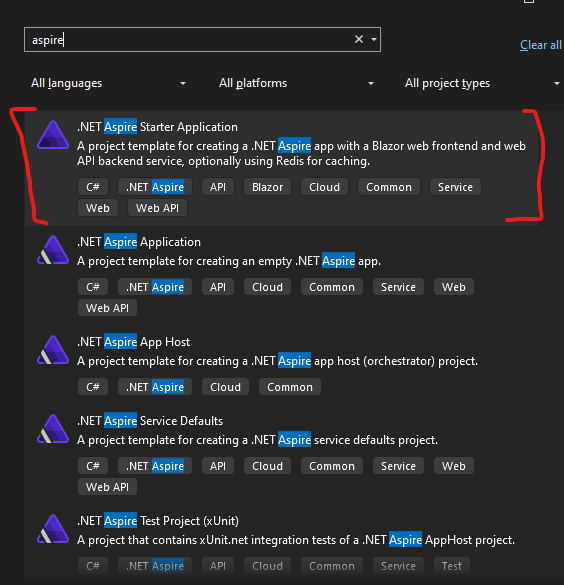 aspire
Clear all
All languages
All platforms
All project types
.NET Aspire Starter Application
A project template for creating a .NET Aspire app with a Blazor web frontend and web
API backend service, optionally using Redis for caching.
C# .NET Aspire API Blazor Cloud Common Service
Web Web API
.NET Aspire Application
A project template for creating an empty .NET Aspire app.
C# .NET Aspire API Cloud Common Service Web
Web API
.NET Aspire App Host
A project template for creating a .NET Aspire app host (orchestrator) project.
C# .NET Aspire Cloud Common
.NET Aspire Service Defaults
A project template for creating a .NET Aspire service defaults project.
C# .NET Aspire API Cloud Common Service Web
Web API
.NET Aspire Test Project (xUnit)
A project that contains xUnit.net integration tests of a .NET Aspire AppHost project.
C# .NET Aspire API Cloud Common Service Test